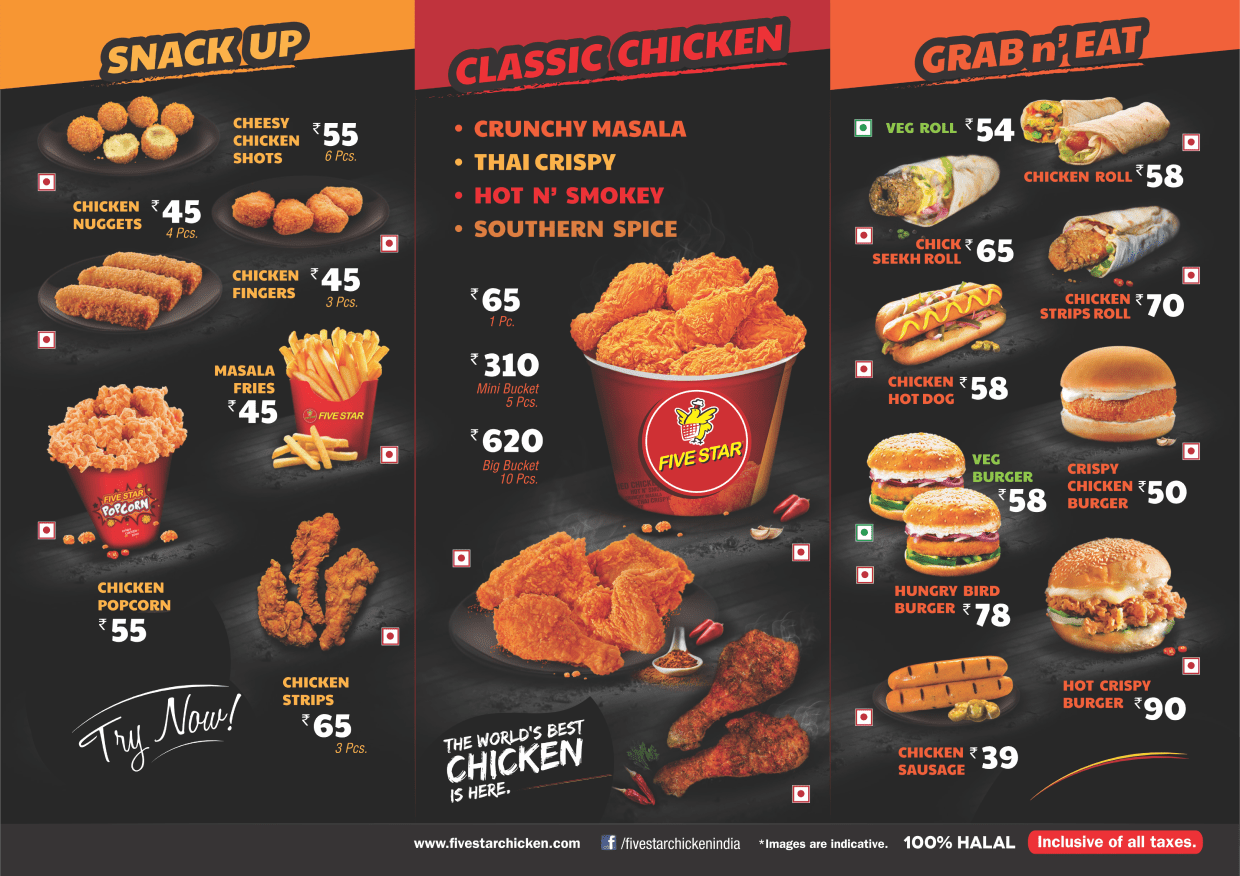 SNACK UP
CHEESY
CHICKEN
SHOTS
₹55
6 Pcs.
CHICKEN
NUGGETS
₹45
4 Pcs.
CHICKEN
FINGERS
₹45
3 Pcs.
MASALA
FRIES
₹45
FIVE STAR
FIVE STAR
POPCORN
CHICKEN
POPCORN
₹55
CHICKEN
STRIPS
₹65
3 Pcs.
Try Now!
CLASSIC CHICKEN
• CRUNCHY MASALA
• THAI CRISPY
• HOT N' SMOKEY
• SOUTHERN SPICE
₹65
1 Pc.
₹310
Mini Bucket
5 Pcs.
₹620
Big Bucket
10 Pcs.
FIVE STAR
THE WORLD'S BEST
CHICKEN
IS HERE.
GRAB n' EAT
VEG ROLL ₹54
CHICKEN ROLL ₹58
CHICK
SEEKH ROLL ₹65
CHICKEN
STRIPS ROLL ₹70
CHICKEN
HOT DOG ₹58
VEG
BURGER
₹58
CRISPY
CHICKEN
BURGER ₹50
HUNGRY BIRD
BURGER ₹78
HOT CRISPY
BURGER ₹90
CHICKEN
SAUSAGE ₹39
www.fivestarchicken.com f /fivestarchickenindia *Images are indicative. 100% HALAL Inclusive of all taxes.